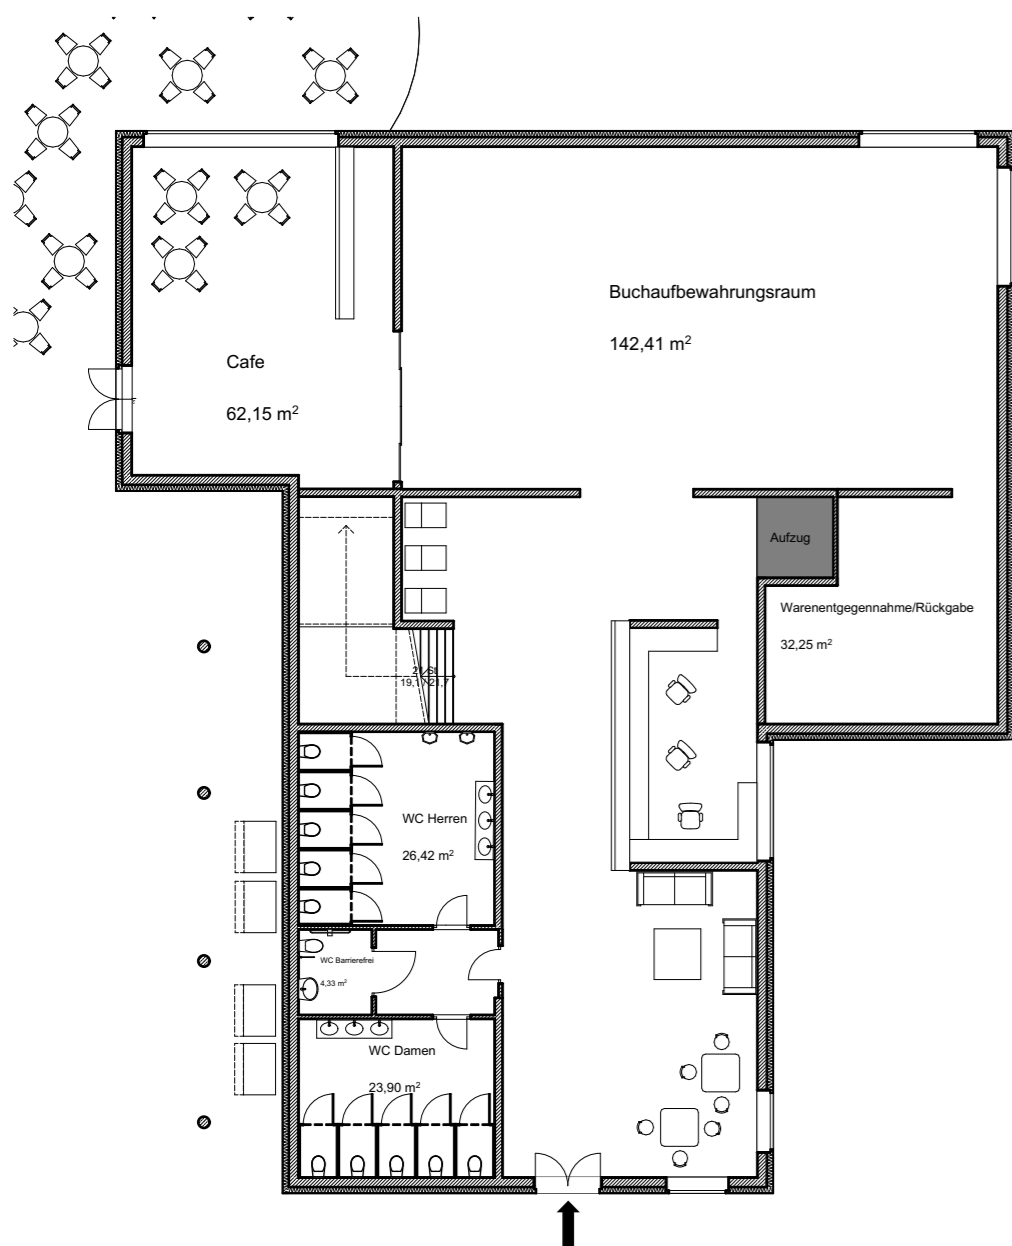 Buchaufbewahrungsraum
142,41 m²
Cafe
62,15 m²
Aufzug
Warenentgegennahme/Rückgabe
32,25 m²
WC Herren
26,42 m²
WC Barrierefrei
4,33 m²
WC Damen
23,90 m²